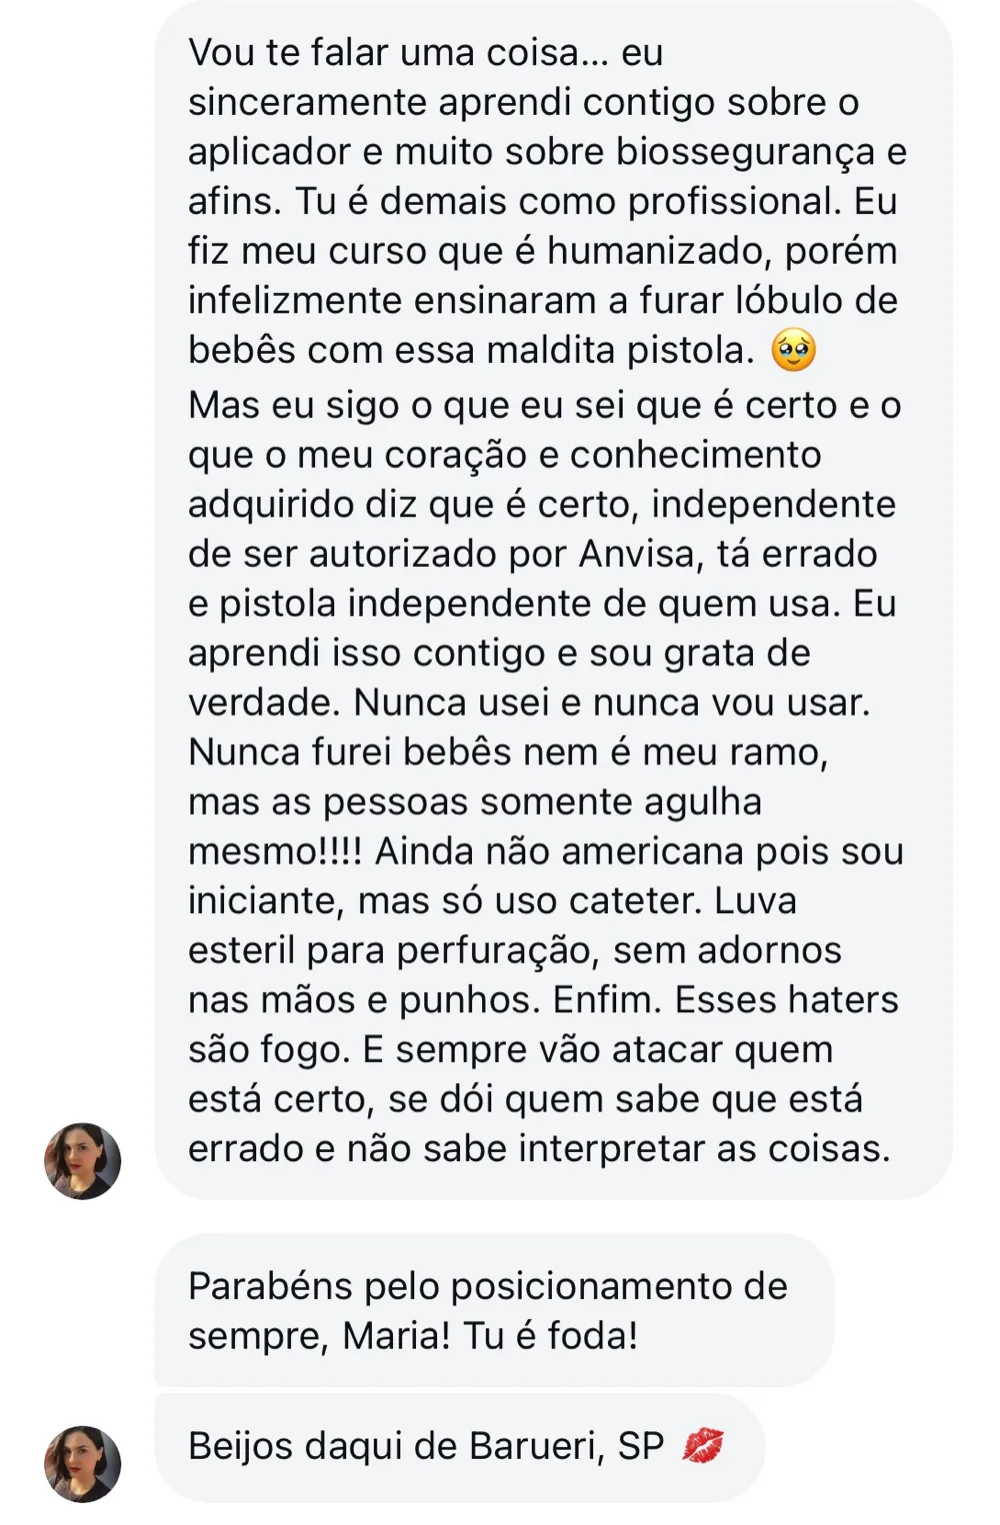 Vou te falar uma coisa... eu
sinceramente aprendi contigo sobre o
aplicador e muito sobre biossegurança e
afins. Tu é demais como profissional. Eu
fiz meu curso que é humanizado, porém
infelizmente ensinaram a furar lóbulo de
bebês com essa maldita pistola. 🥹
Mas eu sigo o que eu sei que é certo e o
que o meu coração e conhecimento
adquirido diz que é certo, independente
de ser autorizado por Anvisa, tá errado
e pistola independente de quem usa. Eu
aprendi isso contigo e sou grata de
verdade. Nunca usei e nunca vou usar.
Nunca furei bebês nem é meu ramo,
mas as pessoas somente agulha
mesmo!!!! Ainda não americana pois sou
iniciante, mas só uso cateter. Luva
esteril para perfuração, sem adornos
nas mãos e punhos. Enfim. Esses haters
são fogo. E sempre vão atacar quem
está certo, se dói quem sabe que está
errado e não sabe interpretar as coisas.
Parabéns pelo posicionamento de
sempre, Maria! Tu é foda!
Beijos daqui de Barueri, SP 💋